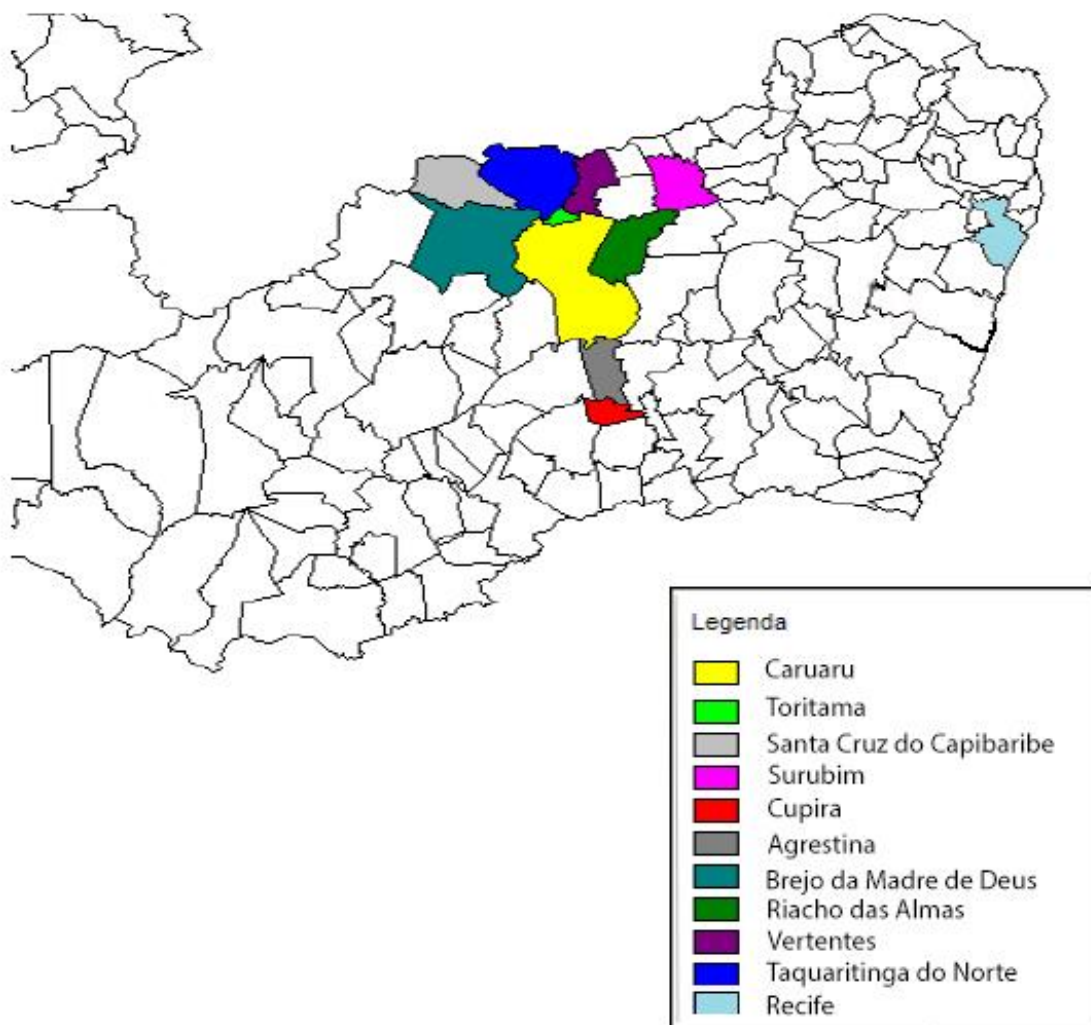 Legenda
Caruaru
Toritama
Santa Cruz do Capibaribe
Surubim
Cupira
Agrestina
Brejo da Madre de Deus
Riacho das Almas
Vertentes
Taquaritinga do Norte
Recife